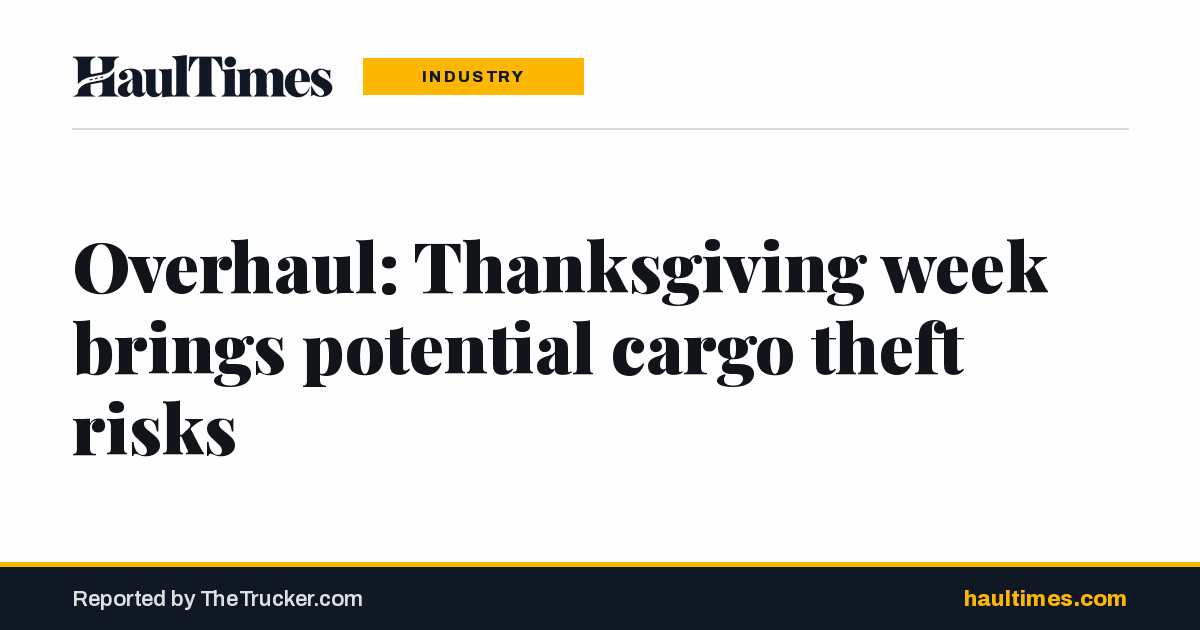 HaulTimes
INDUSTRY
Overhaul: Thanksgiving week
brings potential cargo theft
risks
Reported by TheTrucker.com
haultimes.com